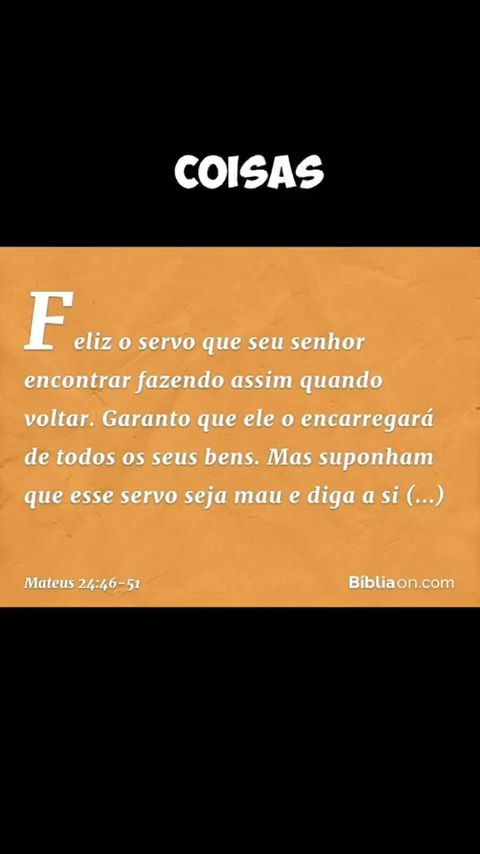 COISAS
Feliz o servo que seu senhor
encontrar fazendo assim quando
voltar. Garanto que ele o encarregará
de todos os seus bens. Mas suponham
que esse servo seja mau e diga a si (...)
Mateus 24:46-51
Bíbliaon.com